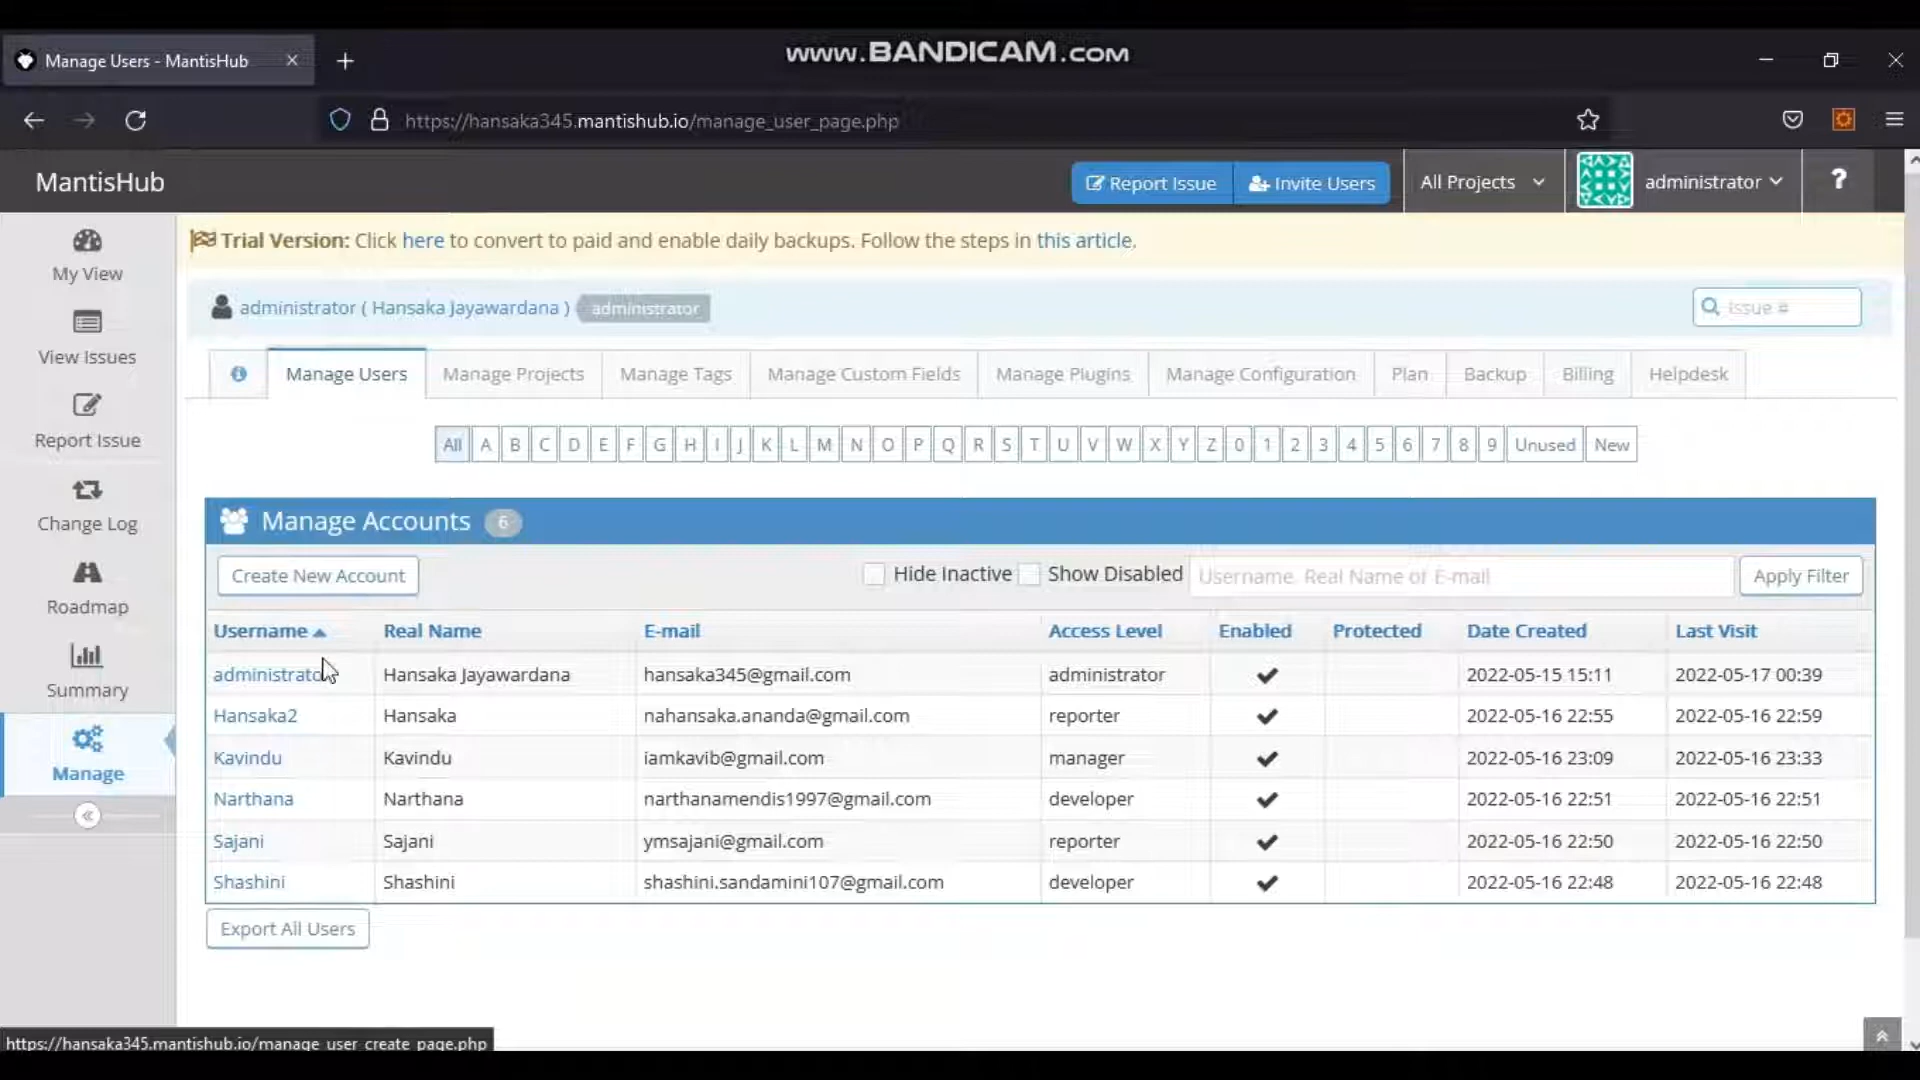 www.BANDICAM.com
Manage Users - MantisHub
https://hansaka345.mantishub.io/manage_user_page.php
MantisHub
Report Issue
Invite Users
All Projects
administrator
?
Trial Version: Click here to convert to paid and enable daily backups. Follow the steps in this article.
administrator ( Hansaka Jayawardana ) administrator
Issue #
Manage Users Manage Projects Manage Tags Manage Custom Fields Manage Plugins Manage Configuration Plan Backup Billing Helpdesk
All A B C D E F G H I J K L M N O P Q R S T U V W X Y Z 0 1 2 3 4 5 6 7 8 9 Unused New
Manage Accounts 6
Create New Account Hide Inactive Show Disabled Username, Real Name or E-mail Apply Filter
Username Real Name E-mail Access Level Enabled Protected Date Created Last Visit
administrator Hansaka Jayawardana hansaka345@gmail.com administrator 2022-05-15 15:11 2022-05-17 00:39
Hansaka2 Hansaka nahansaka.ananda@gmail.com reporter 2022-05-16 22:55 2022-05-16 22:59
Kavindu Kavindu iamkavib@gmail.com manager 2022-05-16 23:09 2022-05-16 23:33
Narthana Narthana narthanamendis1997@gmail.com developer 2022-05-16 22:51 2022-05-16 22:51
Sajani Sajani ymsajani@gmail.com reporter 2022-05-16 22:50 2022-05-16 22:50
Shashini Shashini shashini.sandamini107@gmail.com developer 2022-05-16 22:48 2022-05-16 22:48
Export All Users
My View
View Issues
Report Issue
Change Log
Roadmap
Summary
Manage
https://hansaka345.mantishub.io/manage_user_create_page.php